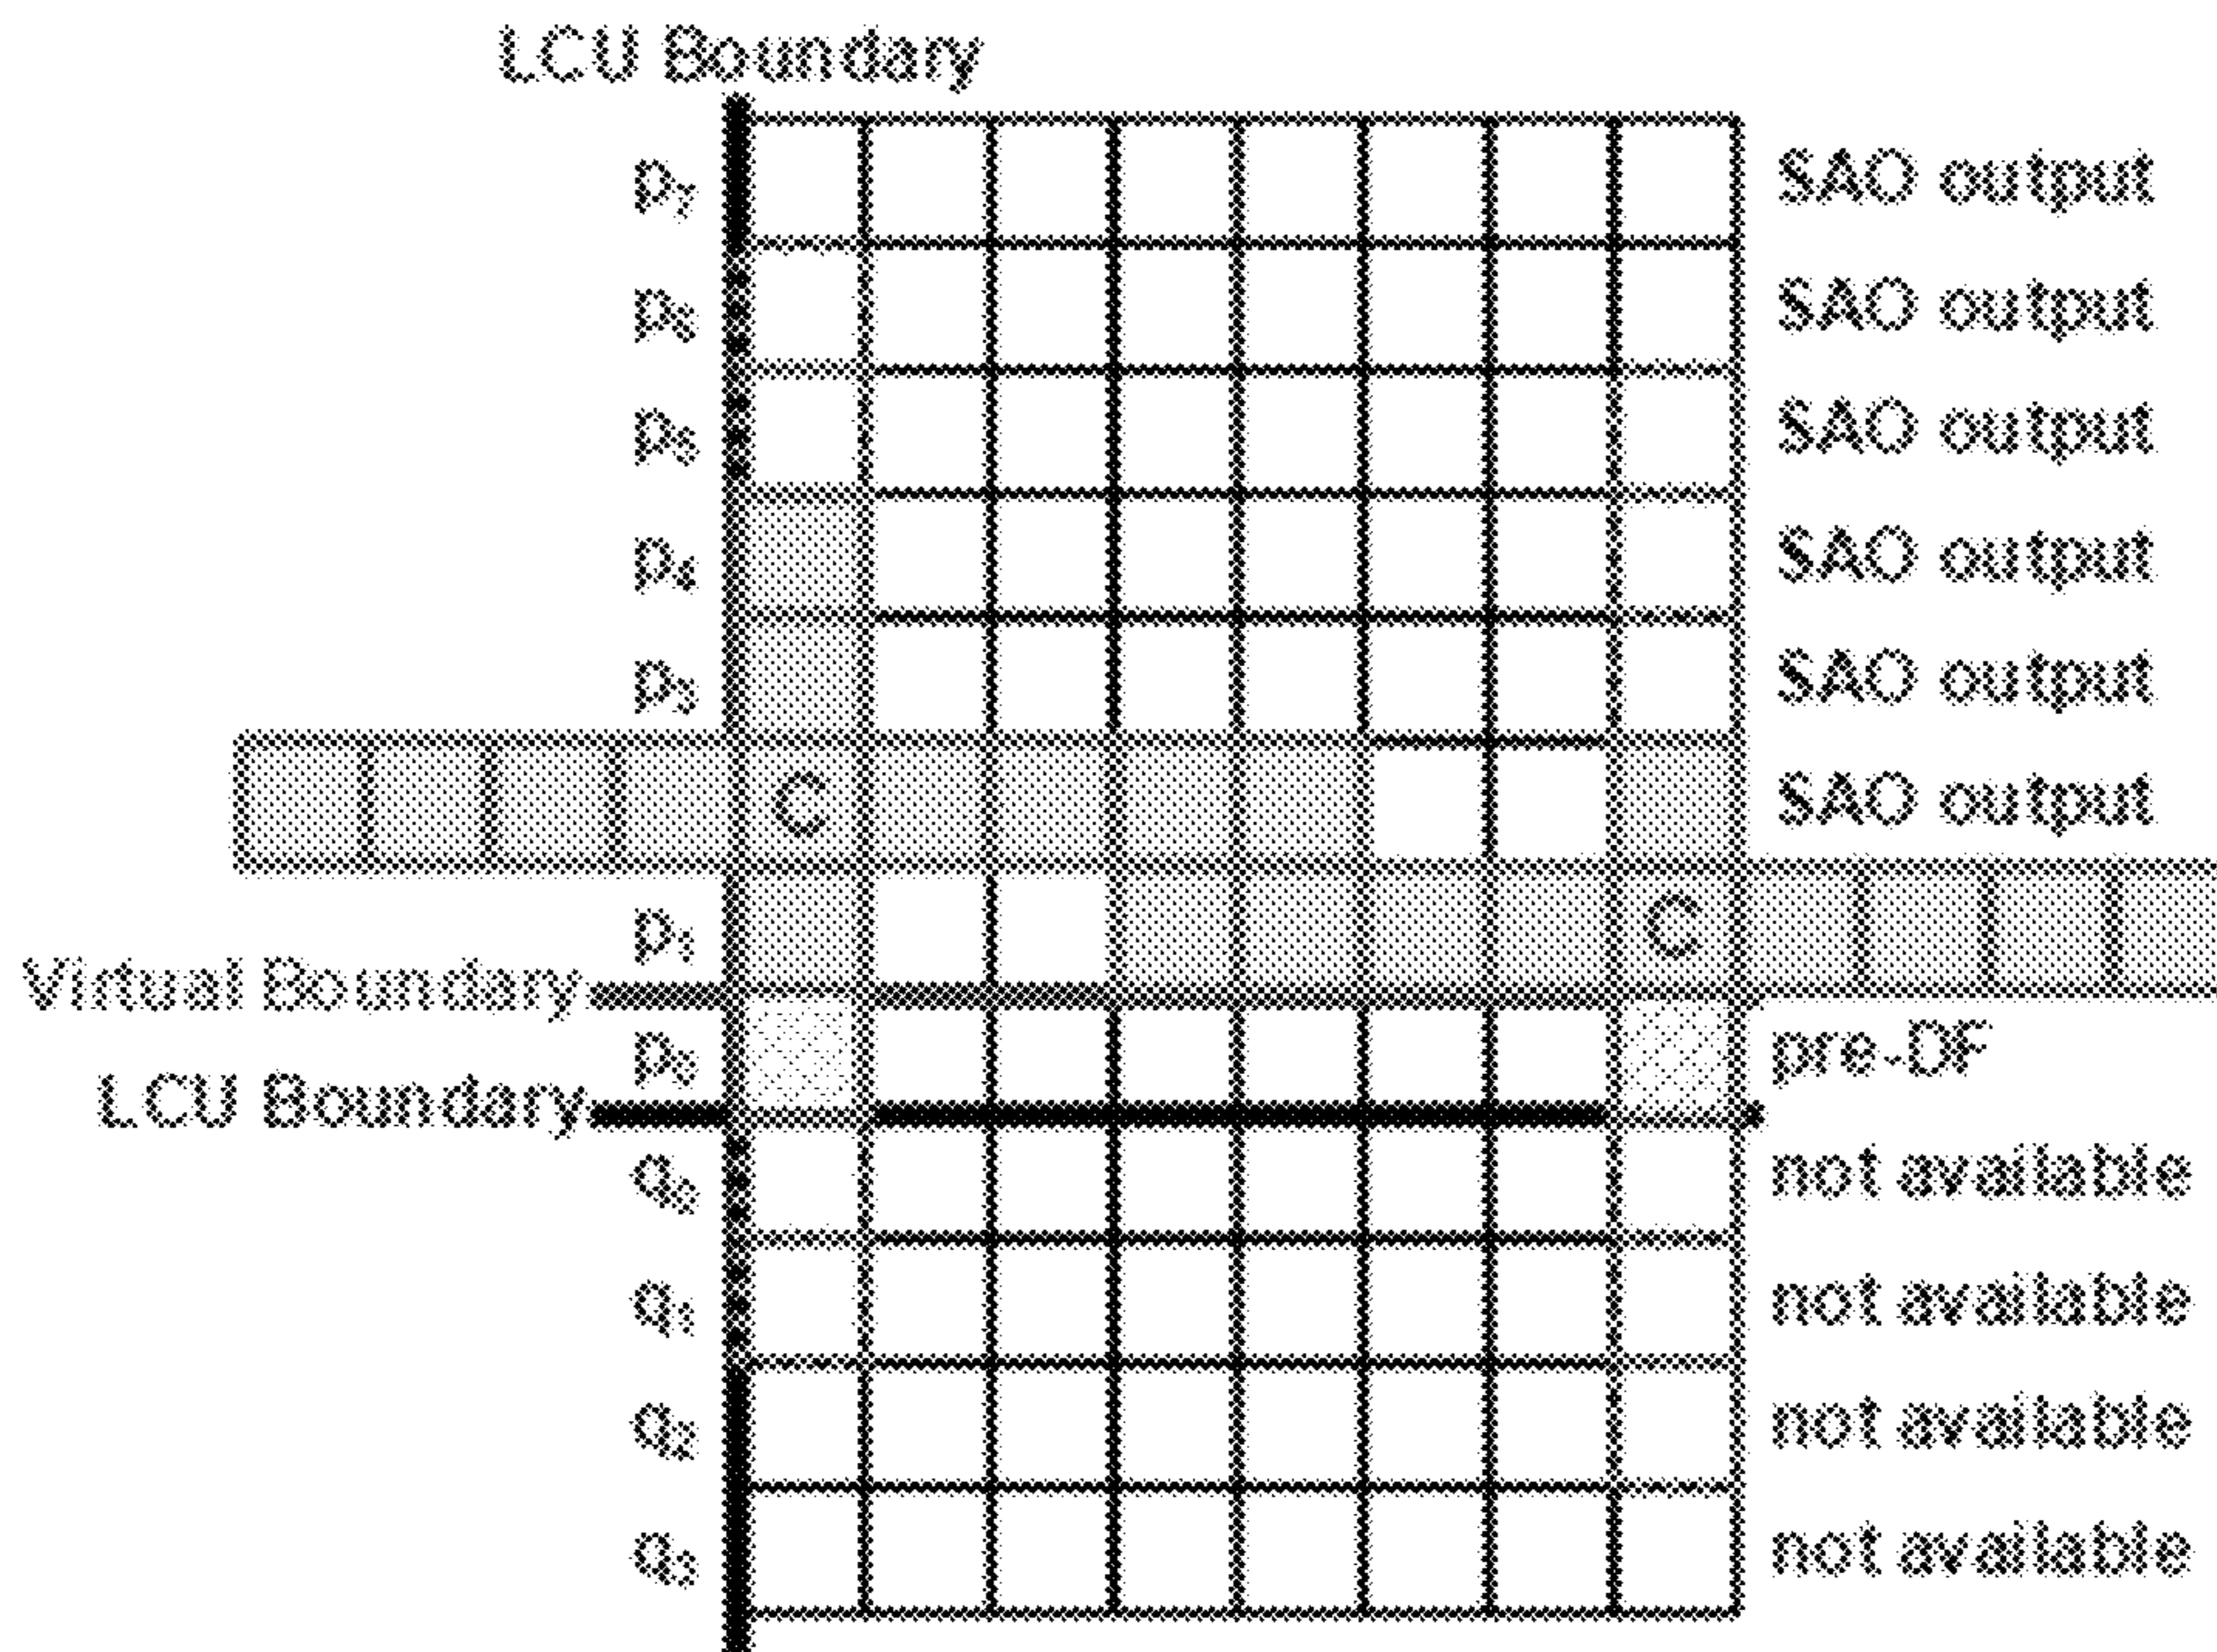 LCU Boundary
p₇ SAO output
p₆ SAO output
p₅ SAO output
p₄ SAO output
p₃ SAO output
C SAO output
p₁ C
Virtual Boundary
p₀ pre-DF
LCU Boundary
q₀ not available
q₁ not available
q₂ not available
q₃ not available